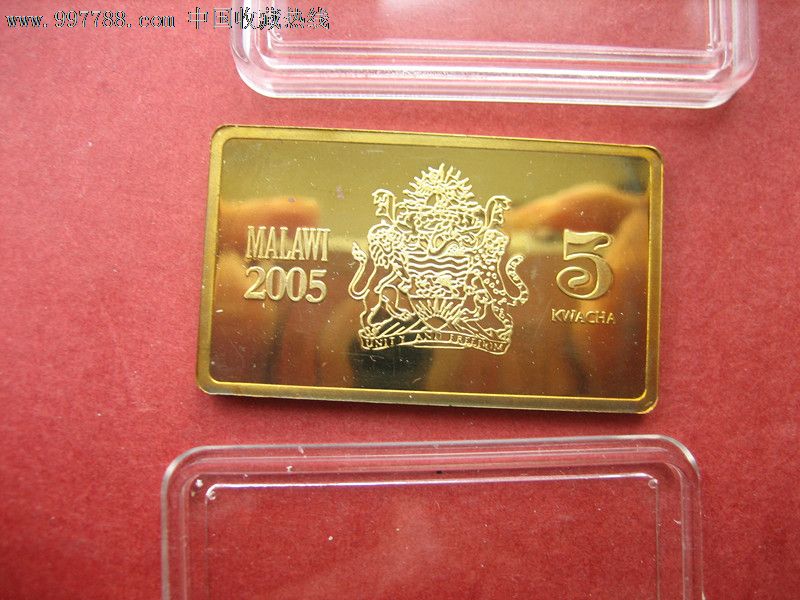 www.997788.com 中国收藏热线
MALAWI
2005
5
KWACHA
UNITY AND FREEDOM